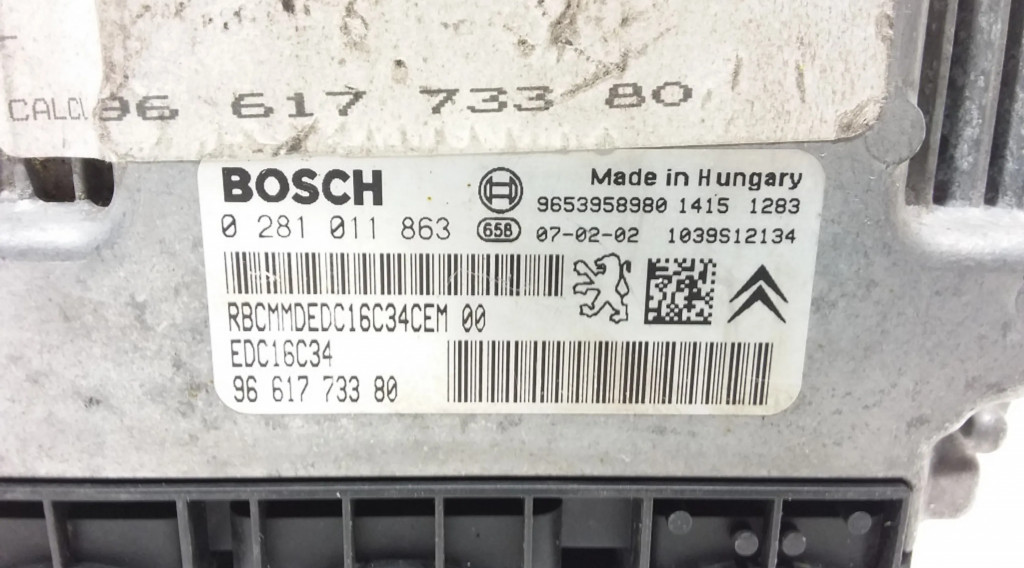 CALCU 96 617 733 80
BOSCH
Made in Hungary
9653958980 1415 1283
0 281 011 863
658 07-02-02 1039S12134
RBCMMDEDC16C34CEM 00
EDC16C34
96 617 733 80